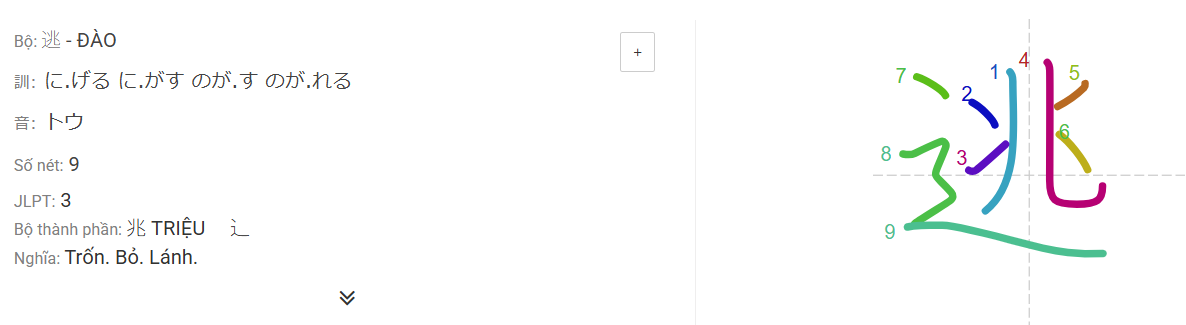 Bộ: 逃 - ĐÀO
訓: に.げる に.がす のが.す のが.れる
音: トウ
Số nét: 9
JLPT: 3
Bộ thành phần: 兆 TRIỆU 辶
Nghĩa: Trốn. Bỏ. Lánh.
+
1
2
3
4
5
6
7
8
9